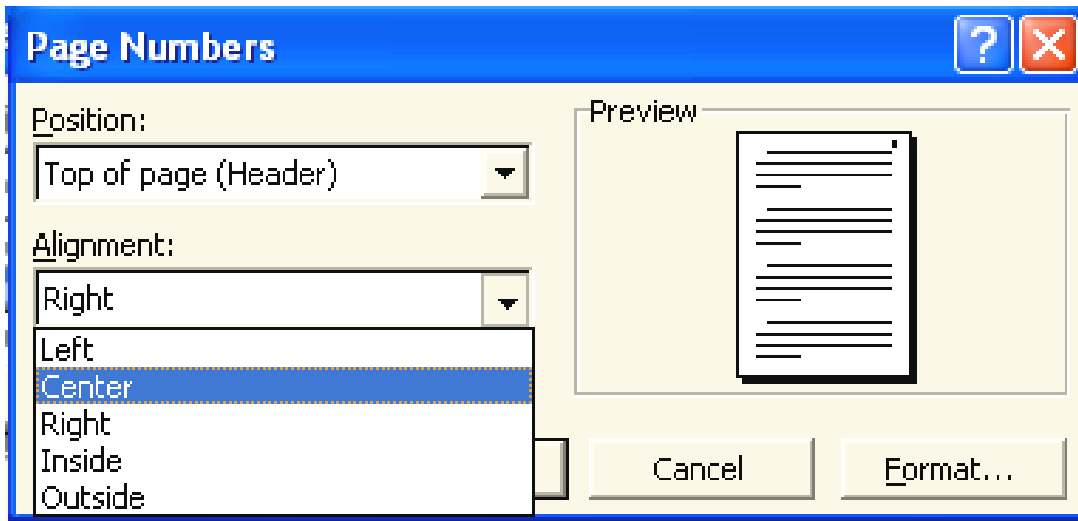 Page Numbers
Position:
Top of page (Header)
Alignment:
Right
Left
Center
Right
Inside
Outside
Preview
Cancel
Format...